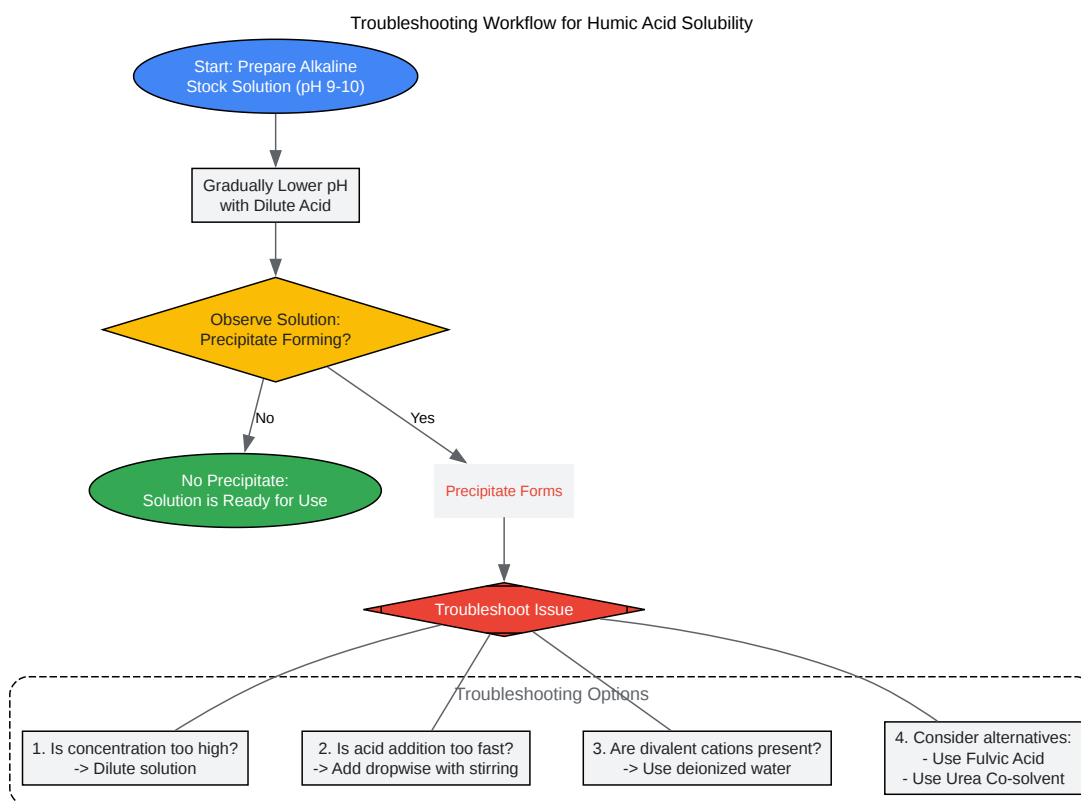 Troubleshooting Workflow for Humic Acid Solubility
Start: Prepare Alkaline
Stock Solution (pH 9-10)
Gradually Lower pH
with Dilute Acid
Observe Solution:
Precipitate Forming?
No
Yes
No Precipitate:
Solution is Ready for Use
Precipitate Forms
Troubleshoot Issue
Troubleshooting Options
1. Is concentration too high?
-> Dilute solution
2. Is acid addition too fast?
-> Add dropwise with stirring
3. Are divalent cations present?
-> Use deionized water
4. Consider alternatives:
- Use Fulvic Acid
- Use Urea Co-solvent